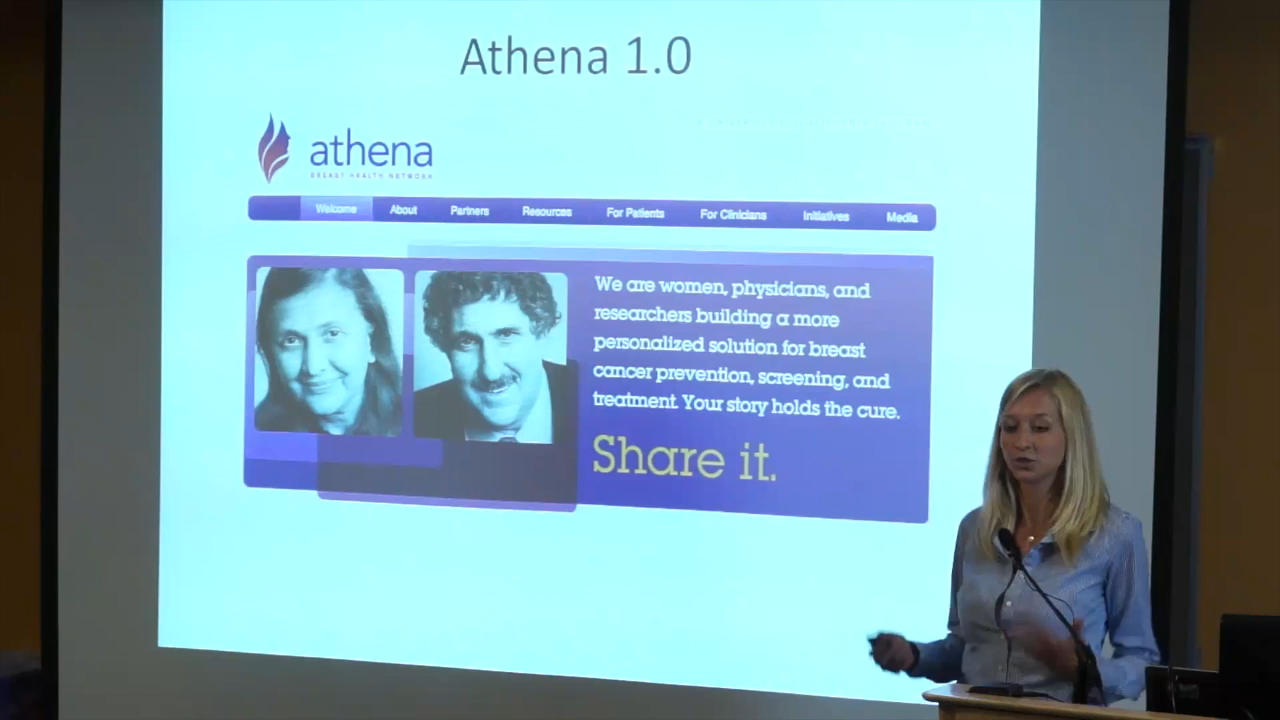 Athena 1.0
athena
BREAST HEALTH NETWORK
Welcome About Partners Resources For Patients For Clinicians Initiatives Media
We are women, physicians, and
researchers building a more
personalized solution for breast
cancer prevention, screening, and
treatment. Your story holds the cure.
Share it.